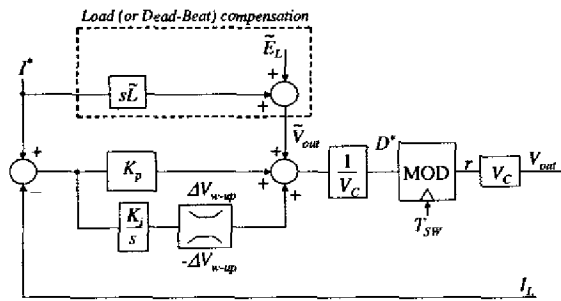 Load (or Dead-Beat) compensation
I*
Ẽ_L
+
sL̃
+
Ṽ_out
+
K_p
+
+
+
1
V_C
D*
MOD
r
V_C
V_out
−
K_i
s
ΔV_w-up
-ΔV_w-up
T_SW
I_L